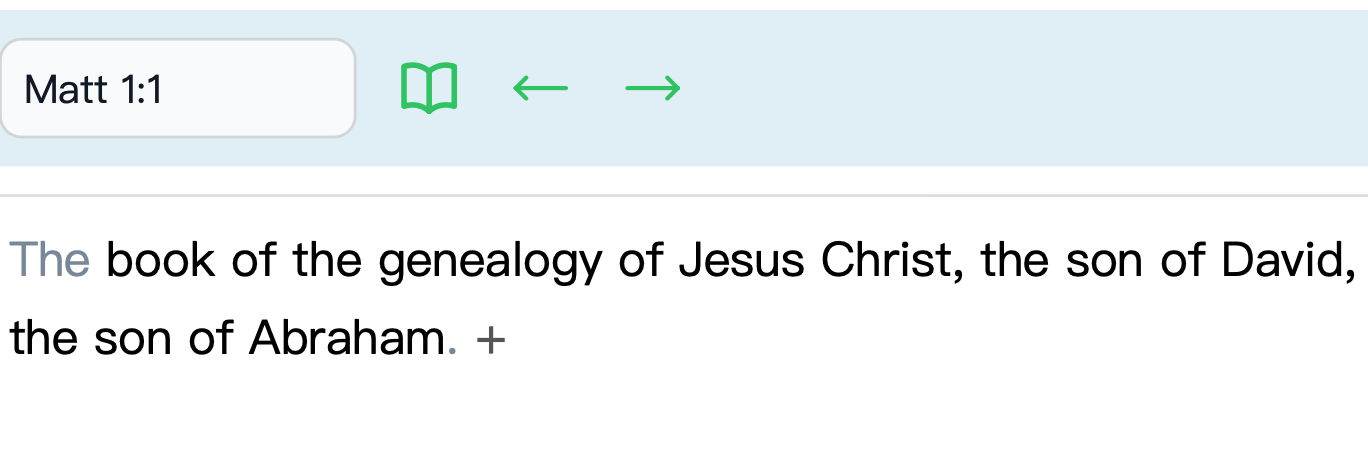 Matt 1:1
The book of the genealogy of Jesus Christ, the son of David,
the son of Abraham. +